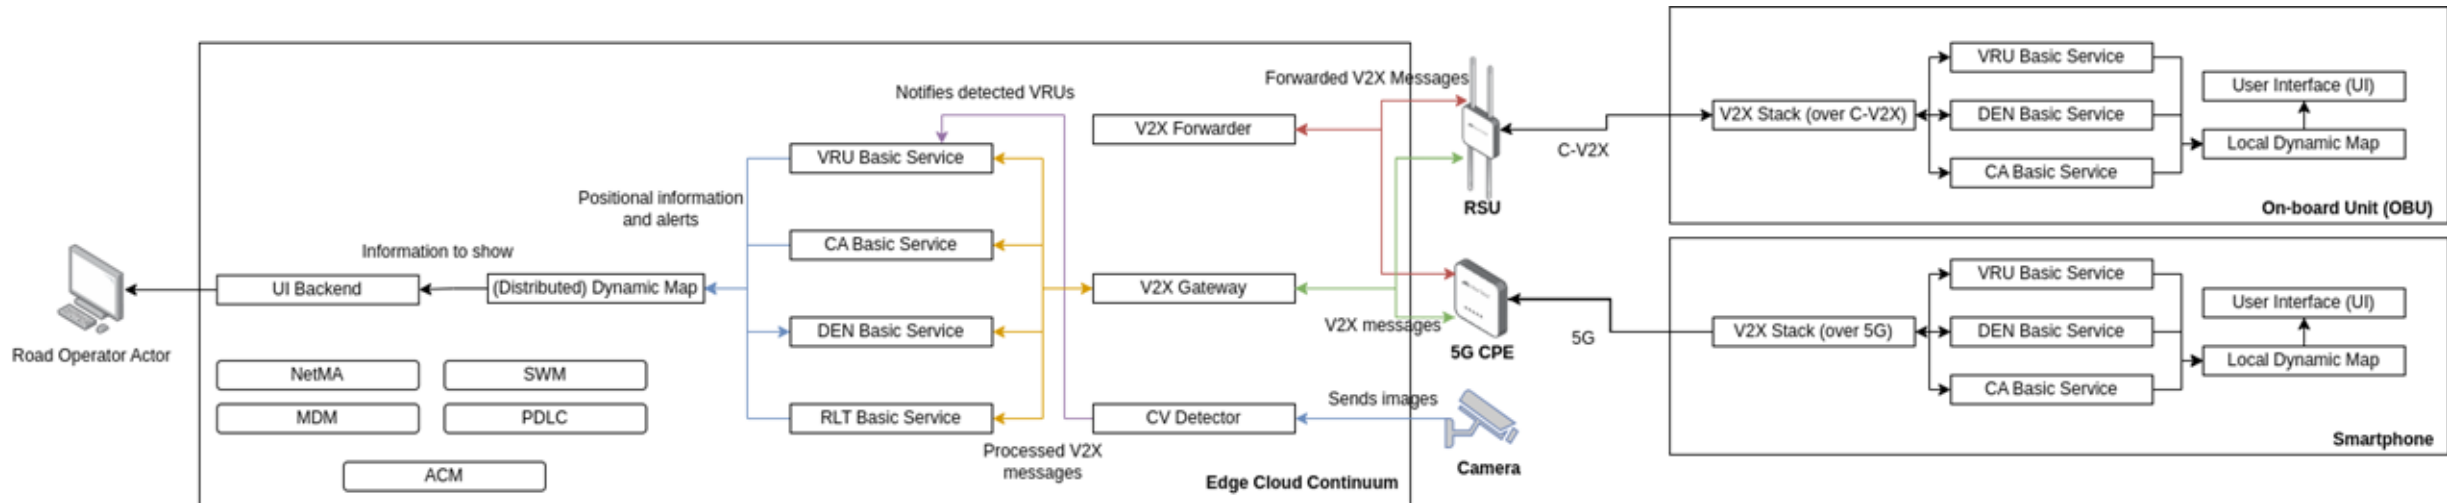 Road Operator Actor
UI Backend
Information to show
(Distributed) Dynamic Map
NetMA
SWM
MDM
PDLC
ACM
Positional information
and alerts
Notifies detected VRUs
VRU Basic Service
CA Basic Service
DEN Basic Service
RLT Basic Service
Processed V2X
messages
V2X Forwarder
V2X Gateway
CV Detector
Edge Cloud Continuum
Forwarded V2X Messages
V2X messages
Sends images
RSU
5G CPE
Camera
C-V2X
5G
V2X Stack (over C-V2X)
VRU Basic Service
DEN Basic Service
CA Basic Service
User Interface (UI)
Local Dynamic Map
On-board Unit (OBU)
V2X Stack (over 5G)
VRU Basic Service
DEN Basic Service
CA Basic Service
User Interface (UI)
Local Dynamic Map
Smartphone